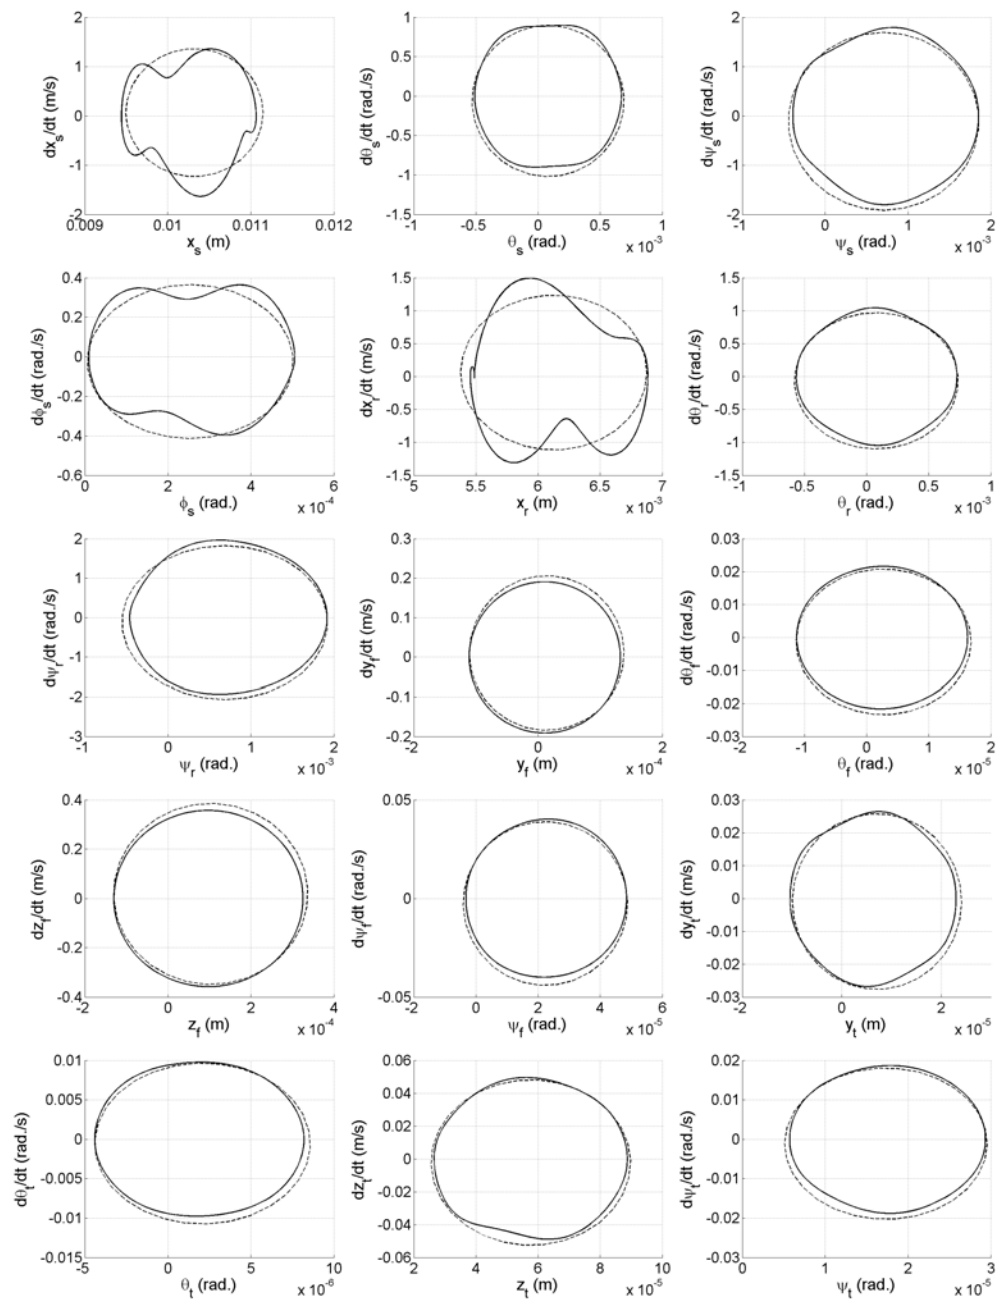 2
1
0
-1
-2
dx_s/dt (m/s)
0.009 0.01 0.011 0.012
x_s (m)
1
0.5
0
-0.5
-1
-1.5
dθ_s/dt (rad./s)
-1 -0.5 0 0.5 1
θ_s (rad.)
x 10^-3
2
1
0
-1
-2
dψ_s/dt (rad./s)
0 1 2
ψ_s (rad.)
x 10^-3
0.4
0.2
0
-0.2
-0.4
-0.6
dϕ_s/dt (rad./s)
0 2 4 6
ϕ_s (rad.)
x 10^-4
1.5
1
0.5
0
-0.5
-1
-1.5
dx_r/dt (m/s)
5 5.5 6 6.5 7
x_r (m)
x 10^-3
1.5
1
0.5
0
-0.5
-1
-1.5
dθ_r/dt (rad./s)
-1 -0.5 0 0.5 1
θ_r (rad.)
x 10^-3
2
1
0
-1
-2
-3
dψ_r/dt (rad./s)
-1 0 1 2
ψ_r (rad.)
x 10^-3
0.3
0.2
0.1
0
-0.1
-0.2
dy_f/dt (m/s)
-2 0 2
y_f (m)
x 10^-4
0.03
0.02
0.01
0
-0.01
-0.02
-0.03
dθ_f/dt (rad./s)
-2 -1 0 1 2
θ_f (rad.)
x 10^-5
0.4
0.2
0
-0.2
-0.4
dz_f/dt (m/s)
-2 0 2 4
z_f (m)
x 10^-4
0.05
0
-0.05
dψ_f/dt (rad./s)
-2 0 2 4 6
ψ_f (rad.)
x 10^-5
0.03
0.02
0.01
0
-0.01
-0.02
-0.03
dy_t/dt (m/s)
-2 0 2
y_t (m)
x 10^-5
0.01
0.005
0
-0.005
-0.01
-0.015
dθ_t/dt (rad./s)
-5 0 5 10
θ_t (rad.)
x 10^-6
0.06
0.04
0.02
0
-0.02
-0.04
-0.06
dz_t/dt (m/s)
2 4 6 8 10
z_t (m)
x 10^-5
0.02
0.01
0
-0.01
-0.02
-0.03
dψ_t/dt (rad./s)
0 1 2 3
ψ_t (rad.)
x 10^-5